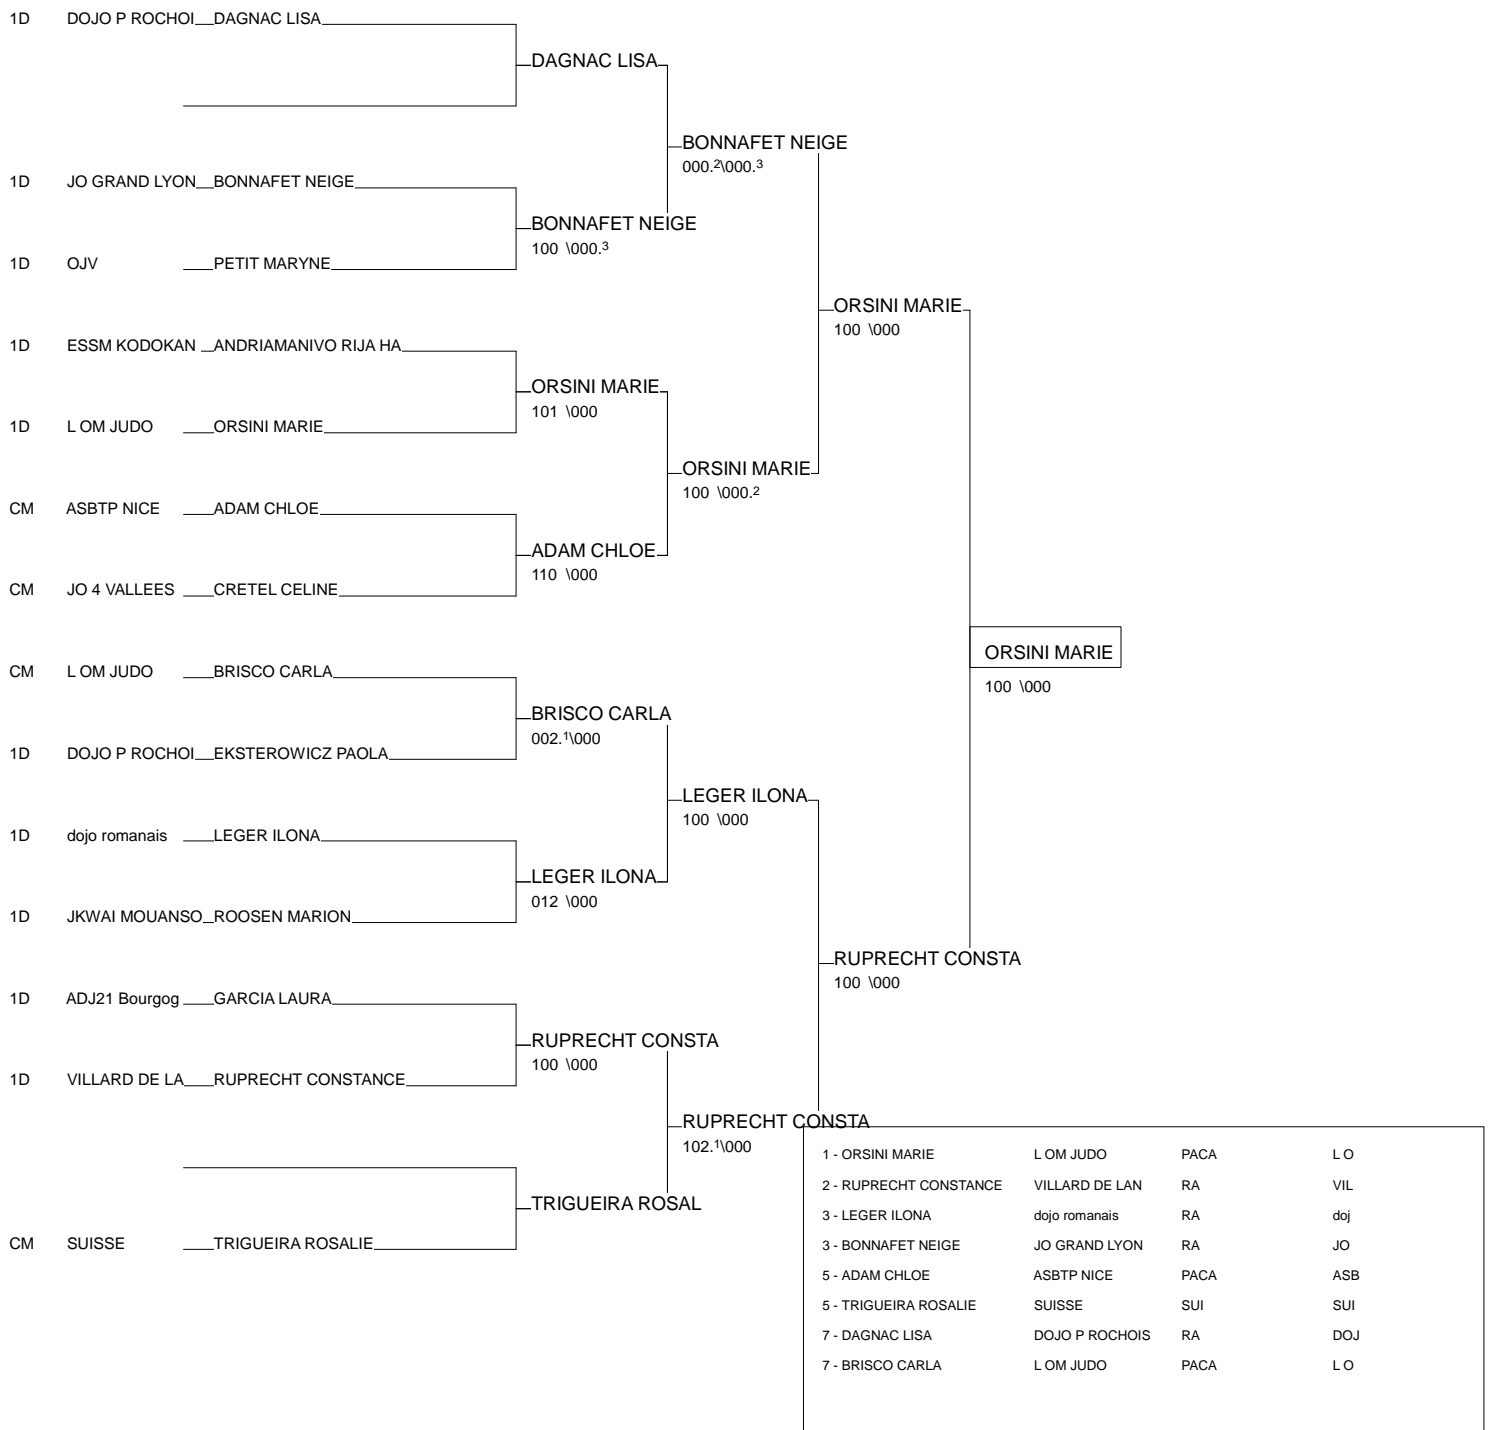 1D DOJO P ROCHOI DAGNAC LISA
DAGNAC LISA
BONNAFET NEIGE
000.2\000.3
1D JO GRAND LYON BONNAFET NEIGE
BONNAFET NEIGE
100 \000.3
1D OJV PETIT MARYNE
ORSINI MARIE
100 \000
1D ESSM KODOKAN ANDRIAMANIVO RIJA HA
ORSINI MARIE
101 \000
1D L OM JUDO ORSINI MARIE
ORSINI MARIE
100 \000.2
CM ASBTP NICE ADAM CHLOE
ADAM CHLOE
110 \000
CM JO 4 VALLEES CRETEL CELINE
ORSINI MARIE
100 \000
CM L OM JUDO BRISCO CARLA
BRISCO CARLA
002.1\000
1D DOJO P ROCHOI EKSTEROWICZ PAOLA
LEGER ILONA
100 \000
1D dojo romanais LEGER ILONA
LEGER ILONA
012 \000
1D JKWAI MOUANSO ROOSEN MARION
RUPRECHT CONSTA
100 \000
1D ADJ21 Bourgog GARCIA LAURA
RUPRECHT CONSTA
100 \000
1D VILLARD DE LA RUPRECHT CONSTANCE
RUPRECHT CONSTA
102.1\000
TRIGUEIRA ROSAL
CM SUISSE TRIGUEIRA ROSALIE
1 - ORSINI MARIE L OM JUDO PACA L O
2 - RUPRECHT CONSTANCE VILLARD DE LAN RA VIL
3 - LEGER ILONA dojo romanais RA doj
3 - BONNAFET NEIGE JO GRAND LYON RA JO
5 - ADAM CHLOE ASBTP NICE PACA ASB
5 - TRIGUEIRA ROSALIE SUISSE SUI SUI
7 - DAGNAC LISA DOJO P ROCHOIS RA DOJ
7 - BRISCO CARLA L OM JUDO PACA L O